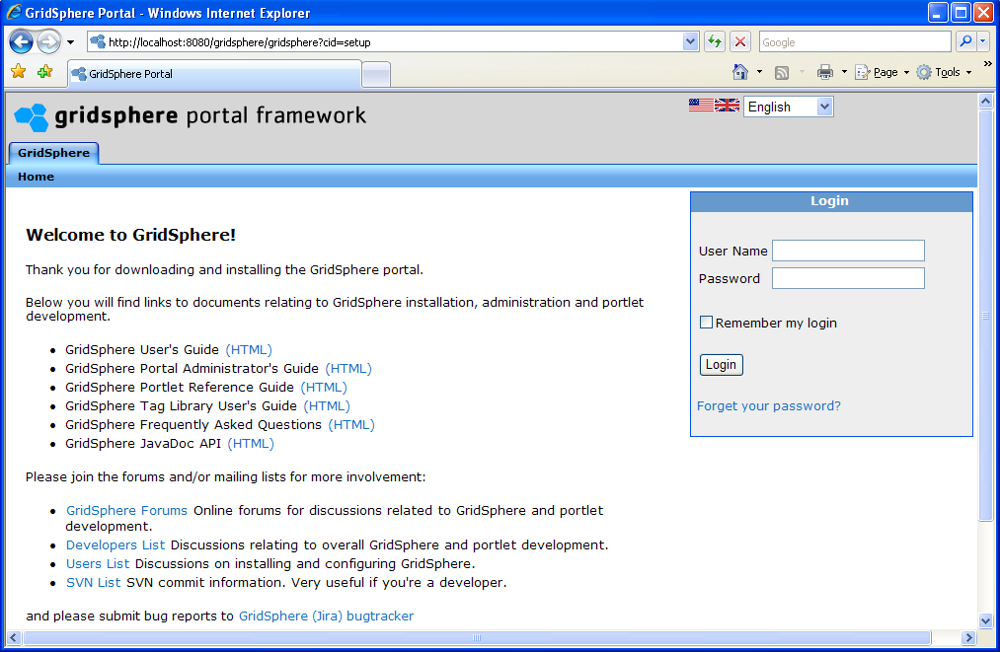 GridSphere Portal - Windows Internet Explorer
http://localhost:8080/gridsphere/gridsphere?cid=setup
Google
GridSphere Portal
Page
Tools
gridsphere portal framework
English
GridSphere
Home
Login
Welcome to GridSphere!
User Name
Thank you for downloading and installing the GridSphere portal.
Password
Below you will find links to documents relating to GridSphere installation, administration and portlet
development.
Remember my login
GridSphere User's Guide (HTML)
GridSphere Portal Administrator's Guide (HTML)
Login
GridSphere Portlet Reference Guide (HTML)
GridSphere Tag Library User's Guide (HTML)
Forget your password?
GridSphere Frequently Asked Questions (HTML)
GridSphere JavaDoc API (HTML)
Please join the forums and/or mailing lists for more involvement:
GridSphere Forums Online forums for discussions related to GridSphere and portlet
development.
Developers List Discussions relating to overall GridSphere and portlet development.
Users List Discussions on installing and configuring GridSphere.
SVN List SVN commit information. Very useful if you're a developer.
and please submit bug reports to GridSphere (Jira) bugtracker